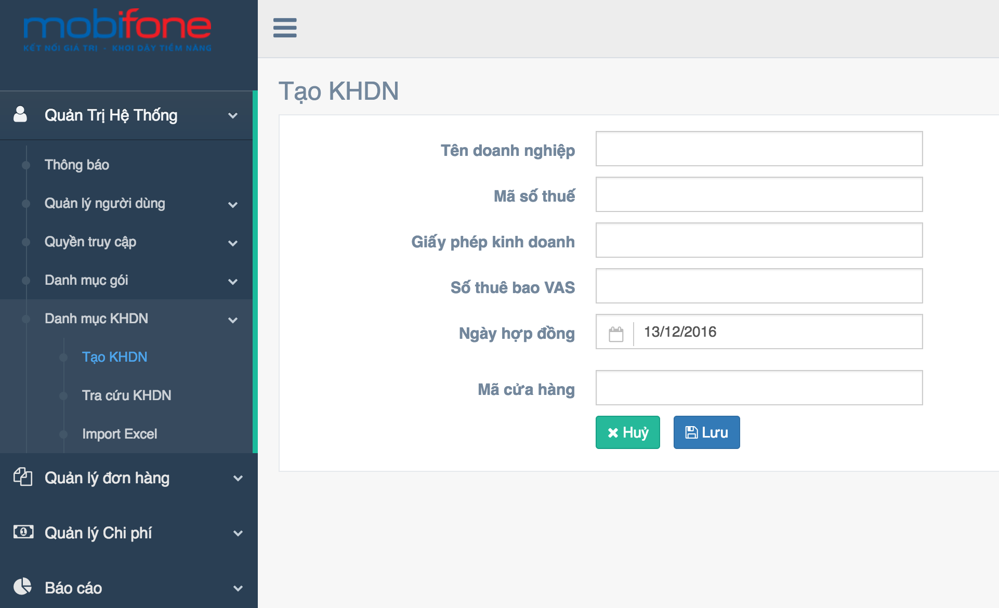 mobifone
KẾT NỐI GIÁ TRỊ - KHƠI DẬY TIỀM NĂNG
Quản Trị Hệ Thống
Thông báo
Quản lý người dùng
Quyền truy cập
Danh mục gói
Danh mục KHDN
Tạo KHDN
Tra cứu KHDN
Import Excel
Quản lý đơn hàng
Quản lý Chi phí
Báo cáo
Tạo KHDN
Tên doanh nghiệp
Mã số thuế
Giấy phép kinh doanh
Số thuê bao VAS
Ngày hợp đồng 13/12/2016
Mã cửa hàng
Huỷ Lưu